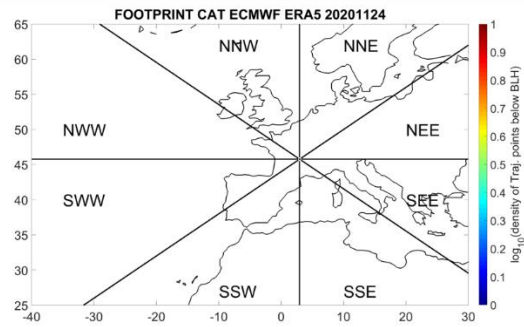 FOOTPRINT CAT ECMWF ERA5 20201124
65
60
55
50
45
40
35
30
25
NNW NNE
NWW NEE
SWW SEE
SSW SSE
-40 -30 -20 -10 0 10 20 30
1
0.9
0.8
0.7
0.6
0.5
0.4
0.3
0.2
0.1
0
log10(density of Traj. points below BLH)